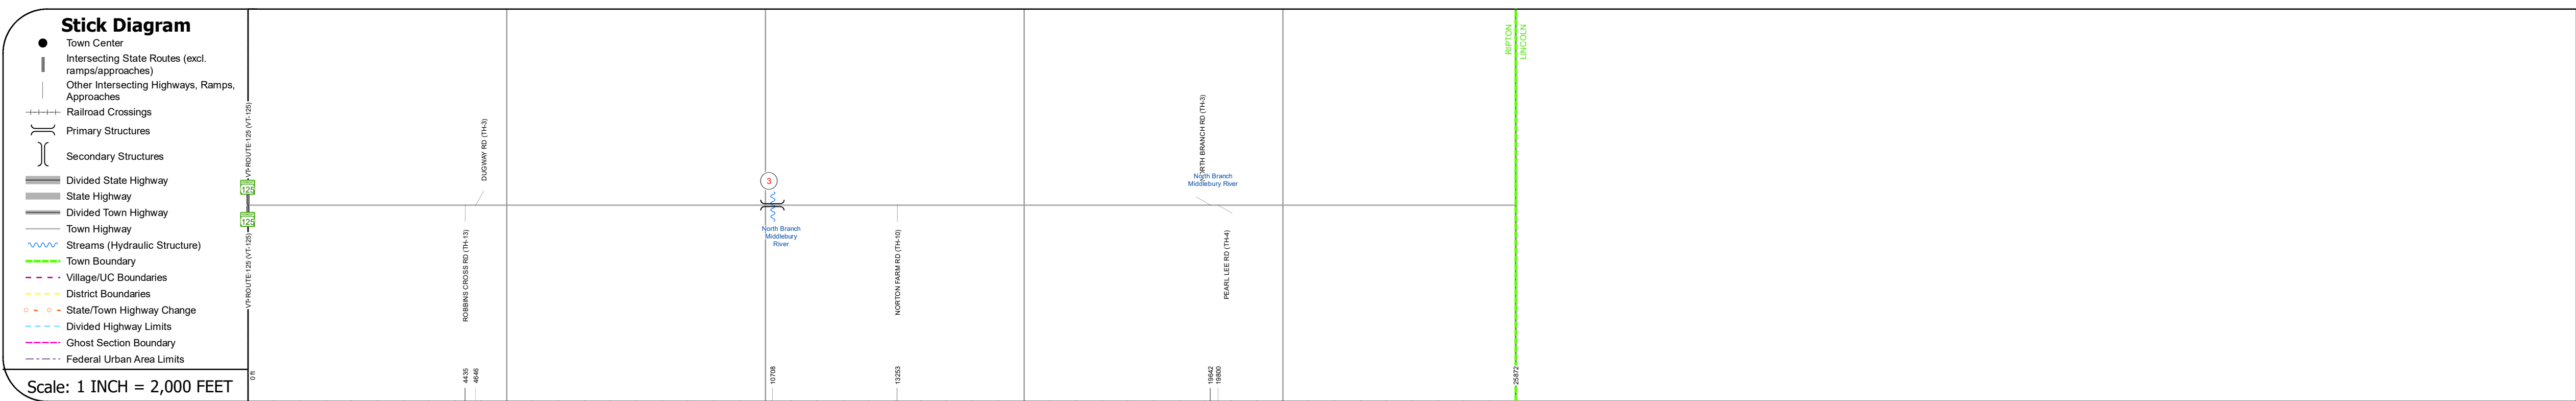 Stick Diagram
Town Center
Intersecting State Routes (excl.
ramps/approaches)
Other Intersecting Highways, Ramps,
Approaches
Railroad Crossings
Primary Structures
Secondary Structures
Divided State Highway
State Highway
Divided Town Highway
Town Highway
Streams (Hydraulic Structure)
Town Boundary
Village/UC Boundaries
District Boundaries
State/Town Highway Change
Divided Highway Limits
Ghost Section Boundary
Federal Urban Area Limits
Scale: 1 INCH = 2,000 FEET
VT-ROUTE-125 (VT-125)
125
125
VT-ROUTE-125 (VT-125)
0 ft
ROBBINS CROSS RD (TH-13)
4435
DUGWAY RD (TH-3)
4646
3
North Branch
Middlebury
River
10708
NORTON FARM RD (TH-10)
13253
NORTH BRANCH RD (TH-3)
North Branch
Middlebury River
19642
PEARL LEE RD (TH-4)
19800
RIPTON
LINCOLN
25872